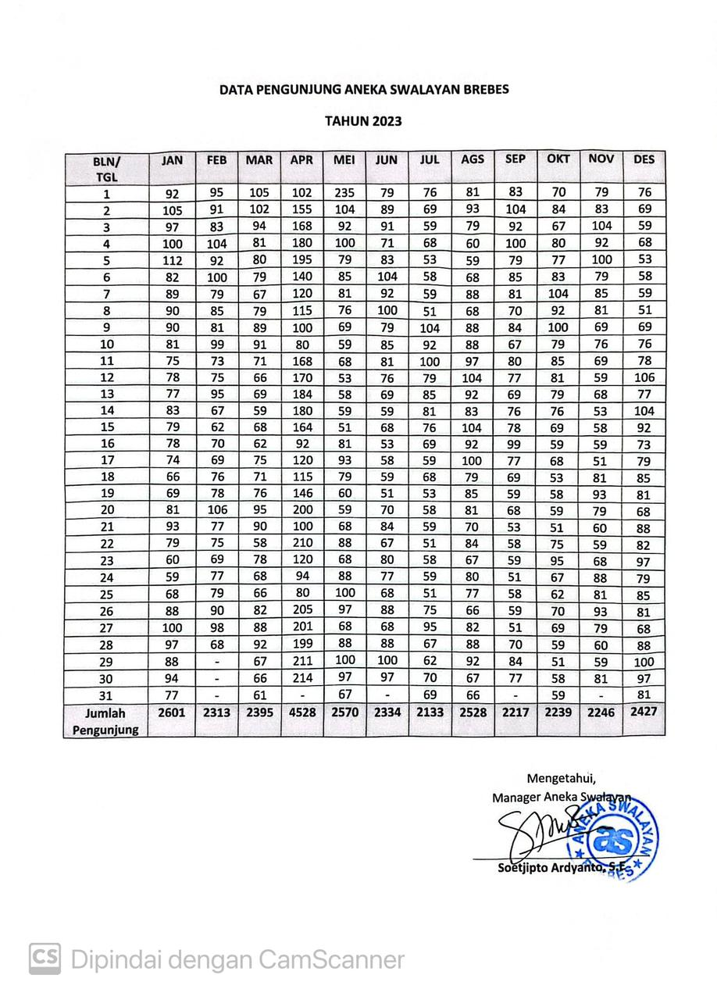 DATA PENGUNJUNG ANEKA SWALAYAN BREBES
TAHUN 2023
BLN/ TGL JAN FEB MAR APR MEI JUN JUL AGS SEP OKT NOV DES
1 92 95 105 102 235 79 76 81 83 70 79 76
2 105 91 102 155 104 89 69 93 104 84 83 69
3 97 83 94 168 92 91 59 79 92 67 104 59
4 100 104 81 180 100 71 68 60 100 80 92 68
5 112 92 80 195 79 83 53 59 79 77 100 53
6 82 100 79 140 85 104 58 68 85 83 79 58
7 89 79 67 120 81 92 59 88 81 104 85 59
8 90 85 79 115 76 100 51 68 70 92 81 51
9 90 81 89 100 69 79 104 88 84 100 69 69
10 81 99 91 80 59 85 92 88 67 79 76 76
11 75 73 71 168 68 81 100 97 80 85 69 78
12 78 75 66 170 53 76 79 104 77 81 59 106
13 77 95 69 184 58 69 85 92 69 79 68 77
14 83 67 59 180 59 59 81 83 76 76 53 104
15 79 62 68 164 51 68 76 104 78 69 58 92
16 78 70 62 92 81 53 69 92 99 59 59 73
17 74 69 75 120 93 58 59 100 77 68 51 79
18 66 76 71 115 79 59 68 79 69 53 81 85
19 69 78 76 146 60 51 53 85 59 58 93 81
20 81 106 95 200 59 70 58 81 68 59 79 68
21 93 77 90 100 68 84 59 70 53 51 60 88
22 79 75 58 210 88 67 51 84 58 75 59 82
23 60 69 78 120 68 80 58 67 59 95 68 97
24 59 77 68 94 88 77 59 80 51 67 88 79
25 68 79 66 80 100 68 51 77 58 62 81 85
26 88 90 82 205 97 88 75 66 59 70 93 81
27 100 98 88 201 68 68 95 82 51 69 79 68
28 97 68 92 199 88 88 67 88 70 59 60 88
29 88 - 67 211 100 100 62 92 84 51 59 100
30 94 - 66 214 97 97 70 67 77 58 81 97
31 77 - 61 - 67 - 69 66 - 59 - 81
Jumlah Pengunjung 2601 2313 2395 4528 2570 2334 2133 2528 2217 2239 2246 2427
Mengetahui,
Manager Aneka Swalayan
ANEKA SWALAYAN
as
Soetjipto Ardyanto, S.E
CS Dipindai dengan CamScanner